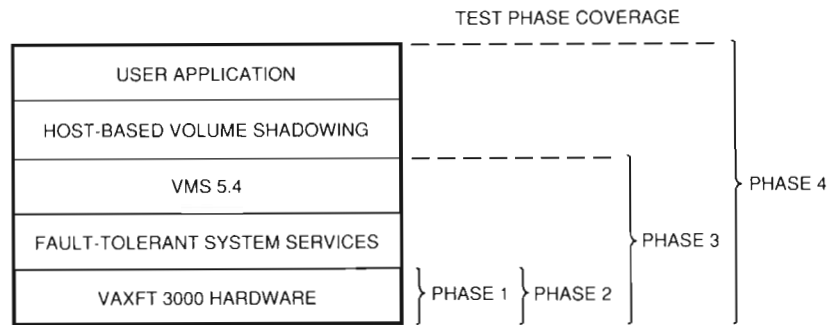 TEST PHASE COVERAGE
USER APPLICATION
HOST-BASED VOLUME SHADOWING
VMS 5.4
PHASE 4
FAULT-TOLERANT SYSTEM SERVICES
PHASE 3
VAXFT 3000 HARDWARE
PHASE 1
PHASE 2